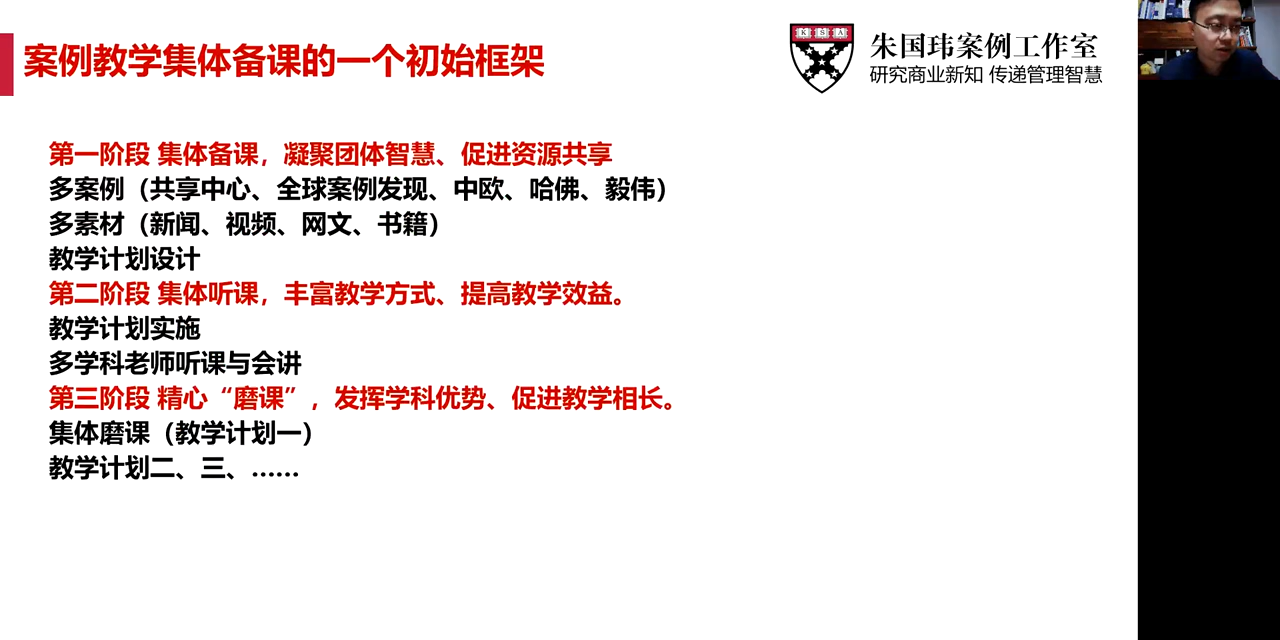 案例教学集体备课的一个初始框架
K S A
朱国玮案例工作室
研究商业新知 传递管理智慧
第一阶段 集体备课，凝聚团体智慧、促进资源共享
多案例（共享中心、全球案例发现、中欧、哈佛、毅伟）
多素材（新闻、视频、网文、书籍）
教学计划设计
第二阶段 集体听课，丰富教学方式、提高教学效益。
教学计划实施
多学科老师听课与会讲
第三阶段 精心“磨课”，发挥学科优势、促进教学相长。
集体磨课（教学计划一）
教学计划二、三、……